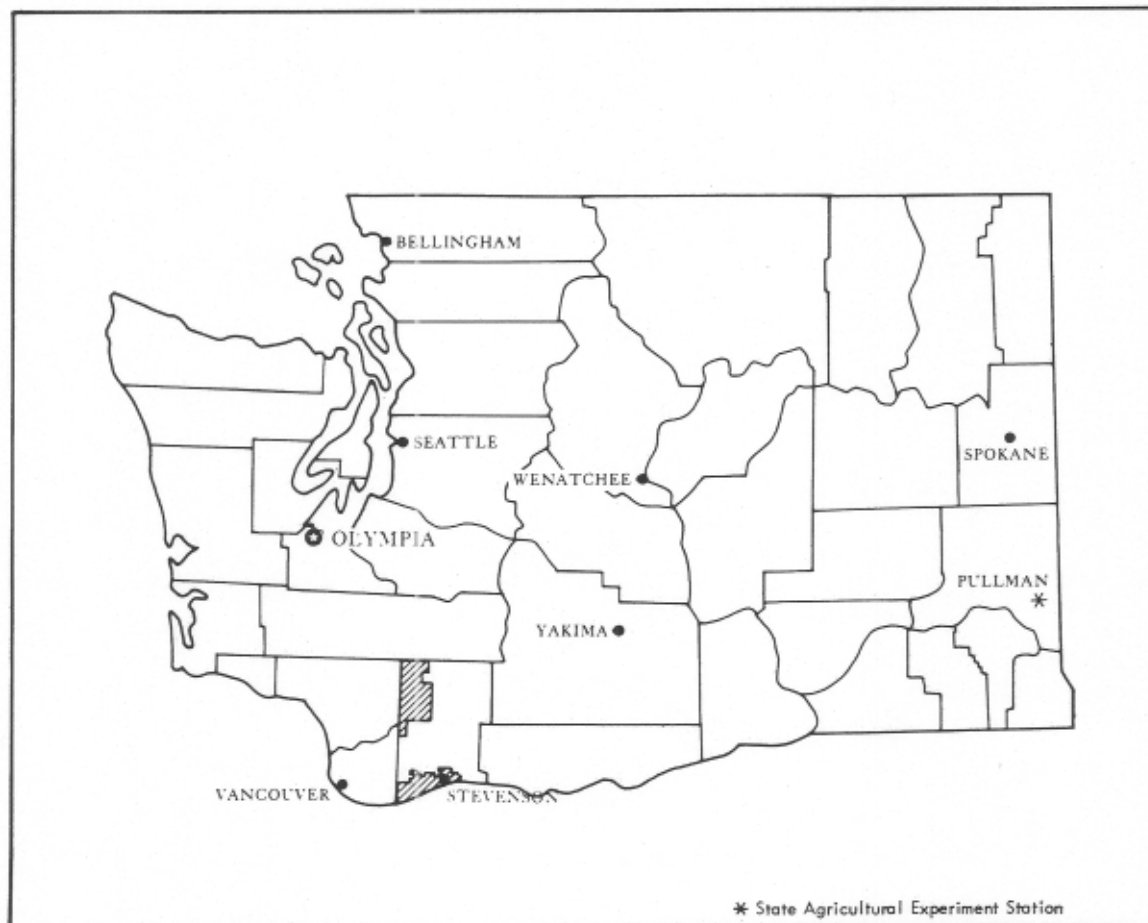 BELLINGHAM
SEATTLE
WENATCHEE
SPOKANE
OLYMPIA
PULLMAN
*
YAKIMA
VANCOUVER
STEVENSON
* State Agricultural Experiment Station